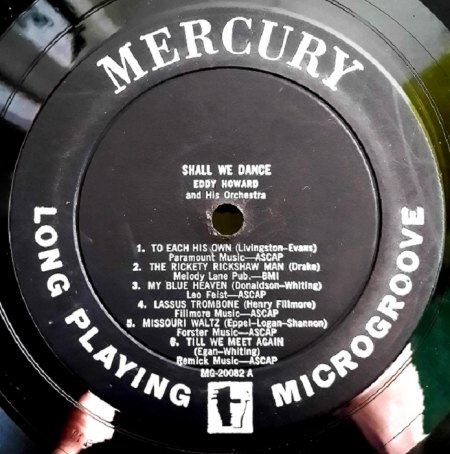 MERCURY
SHALL WE DANCE
EDDY HOWARD
and His Orchestra
1. TO EACH HIS OWN (Livingston-Evans)
Paramount Music—ASCAP
2. THE RICKETY RICKSHAW MAN (Drake)
Melody Lane Pub.—BMI
3. MY BLUE HEAVEN (Donaldson-Whiting)
Leo Feist—ASCAP
4. LASSUS TROMBONE (Henry Fillmore)
Fillmore Music—ASCAP
5. MISSOURI WALTZ (Eppel-Logan-Shannon)
Forster Music—ASCAP
6. TILL WE MEET AGAIN
(Egan-Whiting)
Remick Music—ASCAP
MG-20082 A
LONG PLAYING
MICROGROOVE